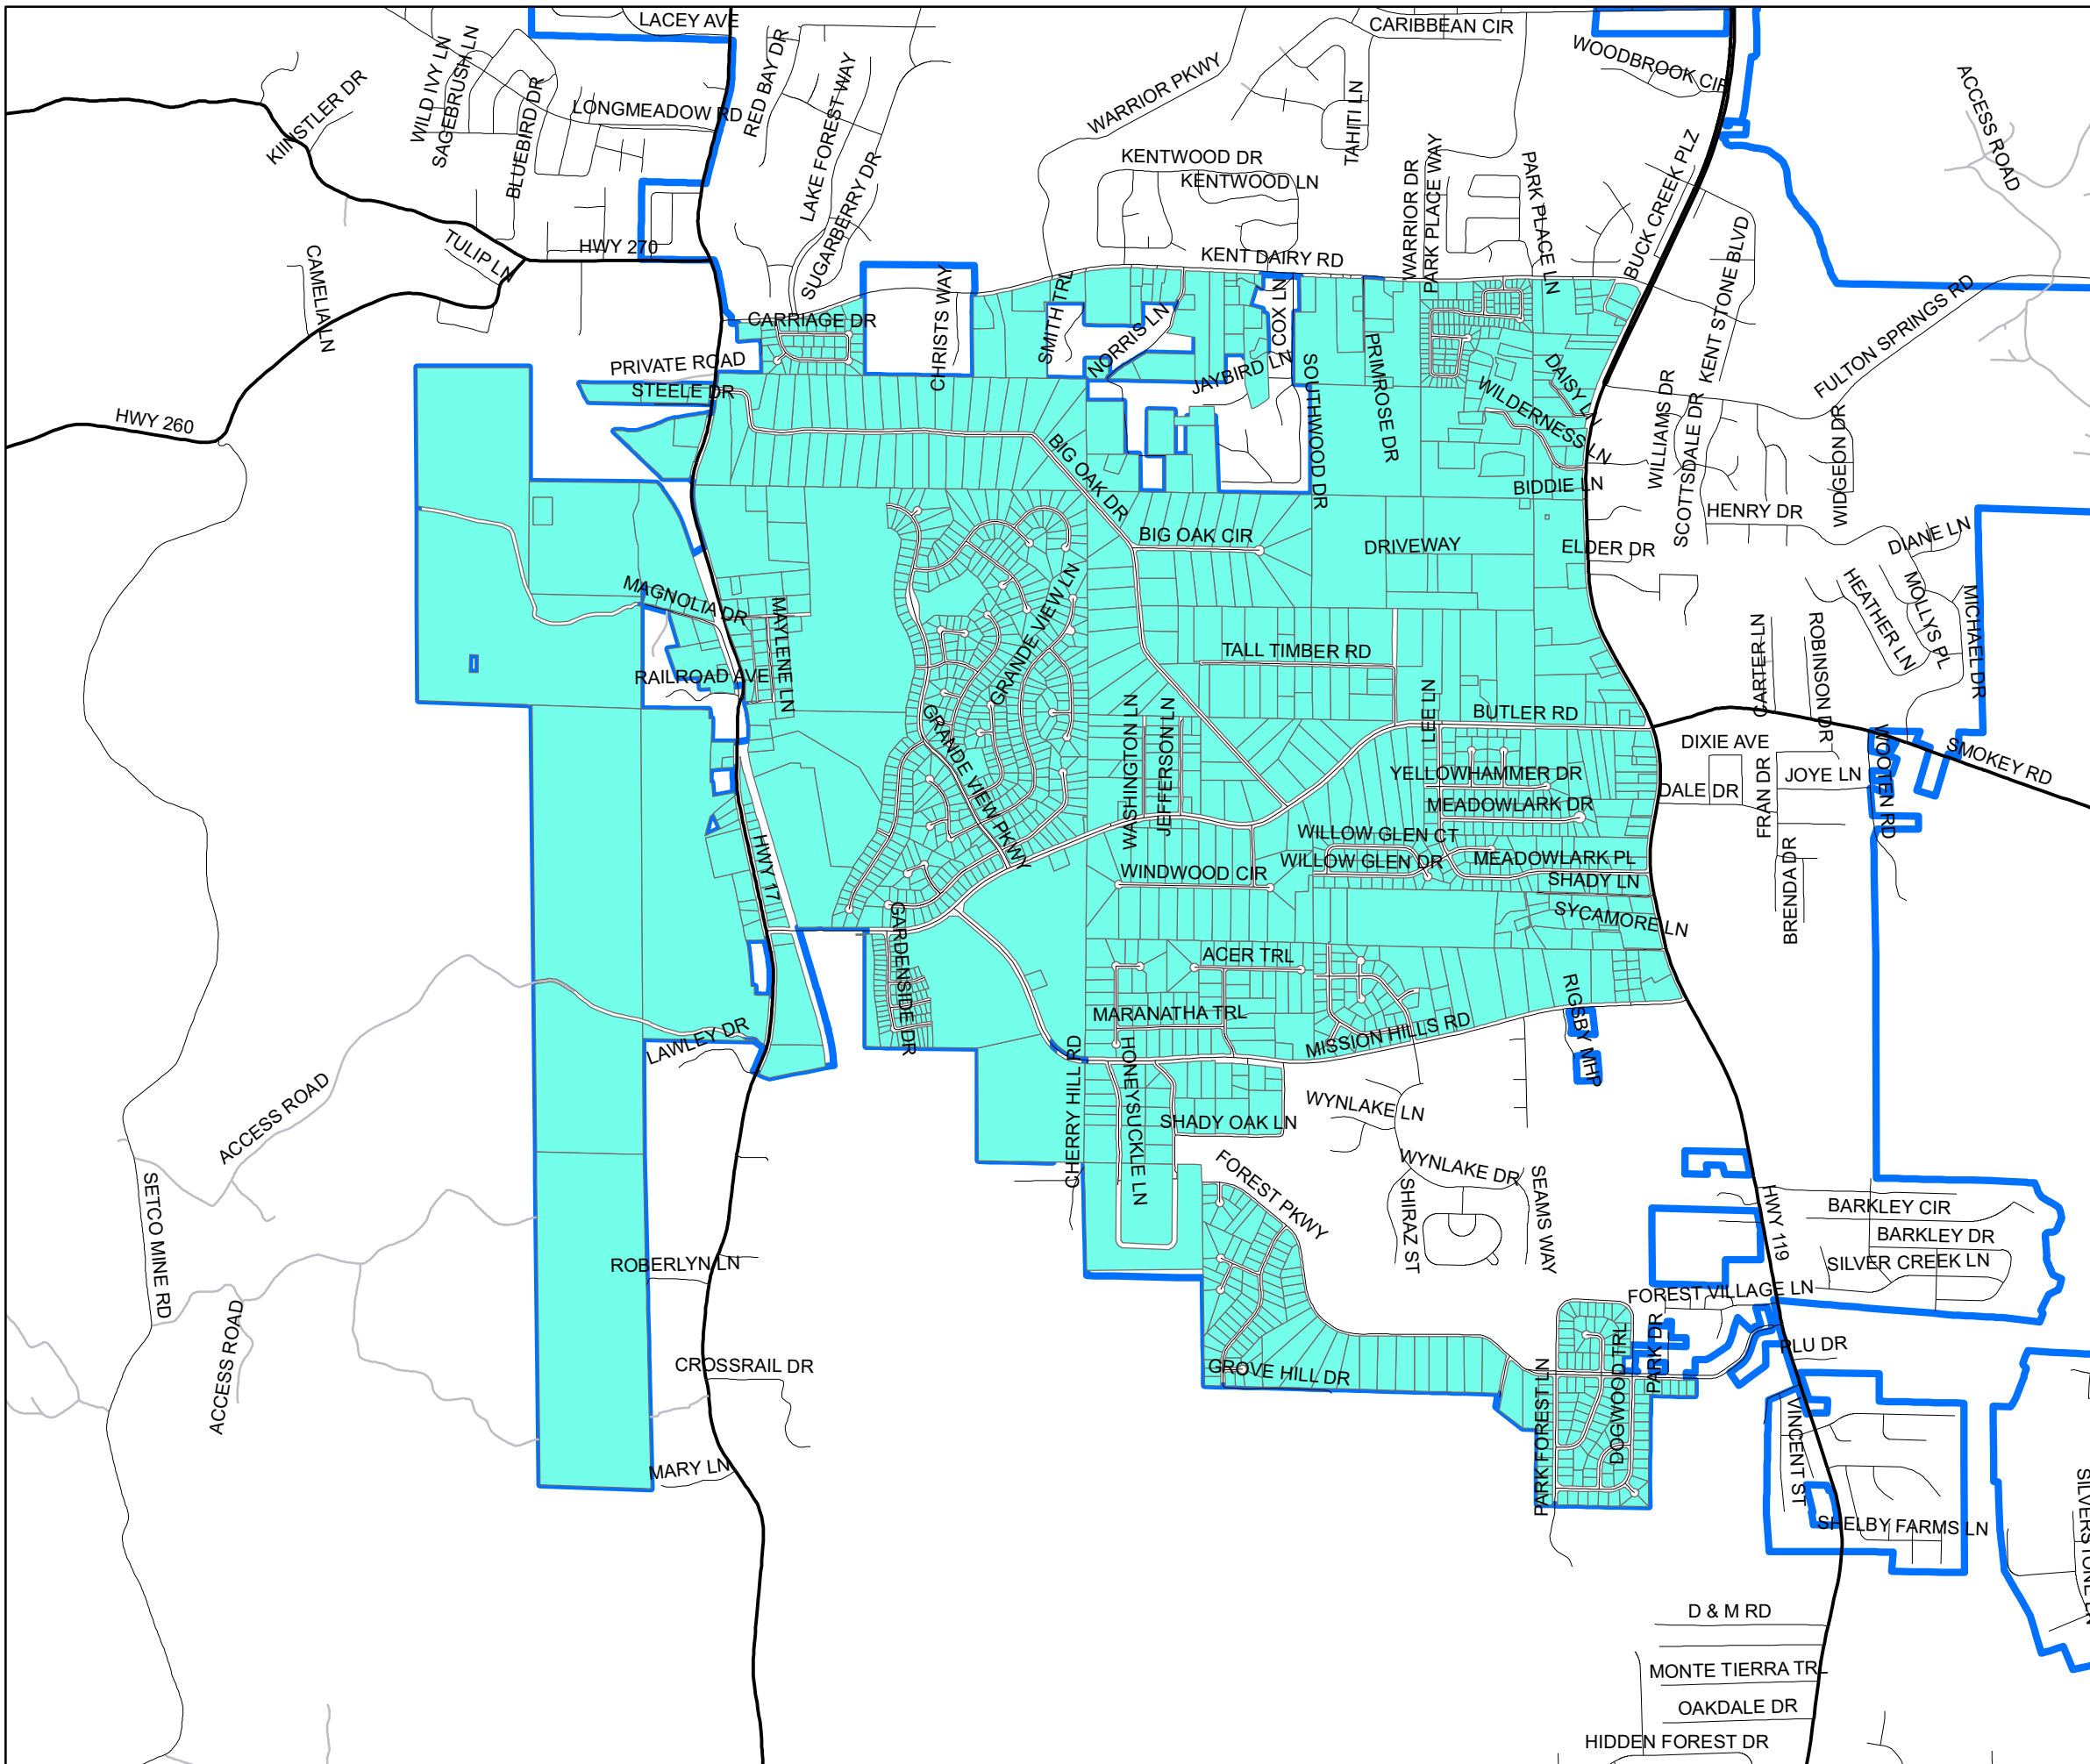 LACEY AVE
CARIBBEAN CIR
WILD IVY LN
SAGEBRUSH LN
RED BAY DR
WOODBROOK CIR
WARRIOR PKWY
LAKE FOREST WAY
KIINSTLER DR
BLUEBIRD DR
LONGMEADOW RD
TAHITI LN
ACCESS ROAD
KENTWOOD DR
KENTWOOD LN
SUGARBERRY DR
WARRIOR DR
PARK PLACE WAY
PARK PLACE LN
BUCK CREEK PLZ
KENT STONE BLVD
HWY 270
TULIP LN
CAMELIA LN
KENT DAIRY RD
FULTON SPRINGS RD
CARRIAGE DR
CHRISTS WAY
SMITH TRL
NORRIS LN
COX LN
JAYBIRD LN
PRIVATE ROAD
STEELE DR
SOUTHWOOD DR
PRIMROSE DR
DAISY LN
WILDERNESS LN
WILLIAMS DR
SCOTTSDALE DR
WIDGEON DR
HWY 260
BIG OAK DR
BIDDIE LN
HENRY DR
BIG OAK CIR
DRIVEWAY
ELDER DR
DIANE LN
MAGNOLIA DR
MAYLENE LN
GRANDE VIEW LN
HEATHER LN
MOLLYS PL
MICHAEL DR
TALL TIMBER RD
CARTER LN
ROBINSON DR
RAILROAD AVE
WASHINGTON LN
JEFFERSON LN
LEE LN
BUTLER RD
GRANDE VIEW PKWY
DIXIE AVE
WOOTEN RD
SMOKEY RD
YELLOWHAMMER DR
JOYE LN
DALE DR
FRAN DR
MEADOWLARK DR
HWY 17
WILLOW GLEN CT
WILLOW GLEN DR
MEADOWLARK PL
WINDWOOD CIR
SHADY LN
BRENDA DR
GARDENSIDE DR
SYCAMORE LN
ACER TRL
RIGSBY MHP
MARANATHA TRL
MISSION HILLS RD
LAWLEY DR
CHERRY HILL RD
HONEYSUCKLE LN
ACCESS ROAD
WYNLAKE LN
SHADY OAK LN
FOREST PKWY
WYNLAKE DR
SHIRAZ ST
SEAMS WAY
SETCO MINE RD
HWY 119
BARKLEY CIR
BARKLEY DR
SILVER CREEK LN
ROBERLYN LN
FOREST VILLAGE LN
ACCESS ROAD
PLU DR
PARK DR
DOGWOOD TRL
CROSSRAIL DR
GROVE HILL DR
PARK FOREST LN
VINCENT ST
MARY LN
SHELBY FARMS LN
SILVERSTONE LN
D & M RD
MONTE TIERRA TRL
OAKDALE DR
HIDDEN FOREST DR